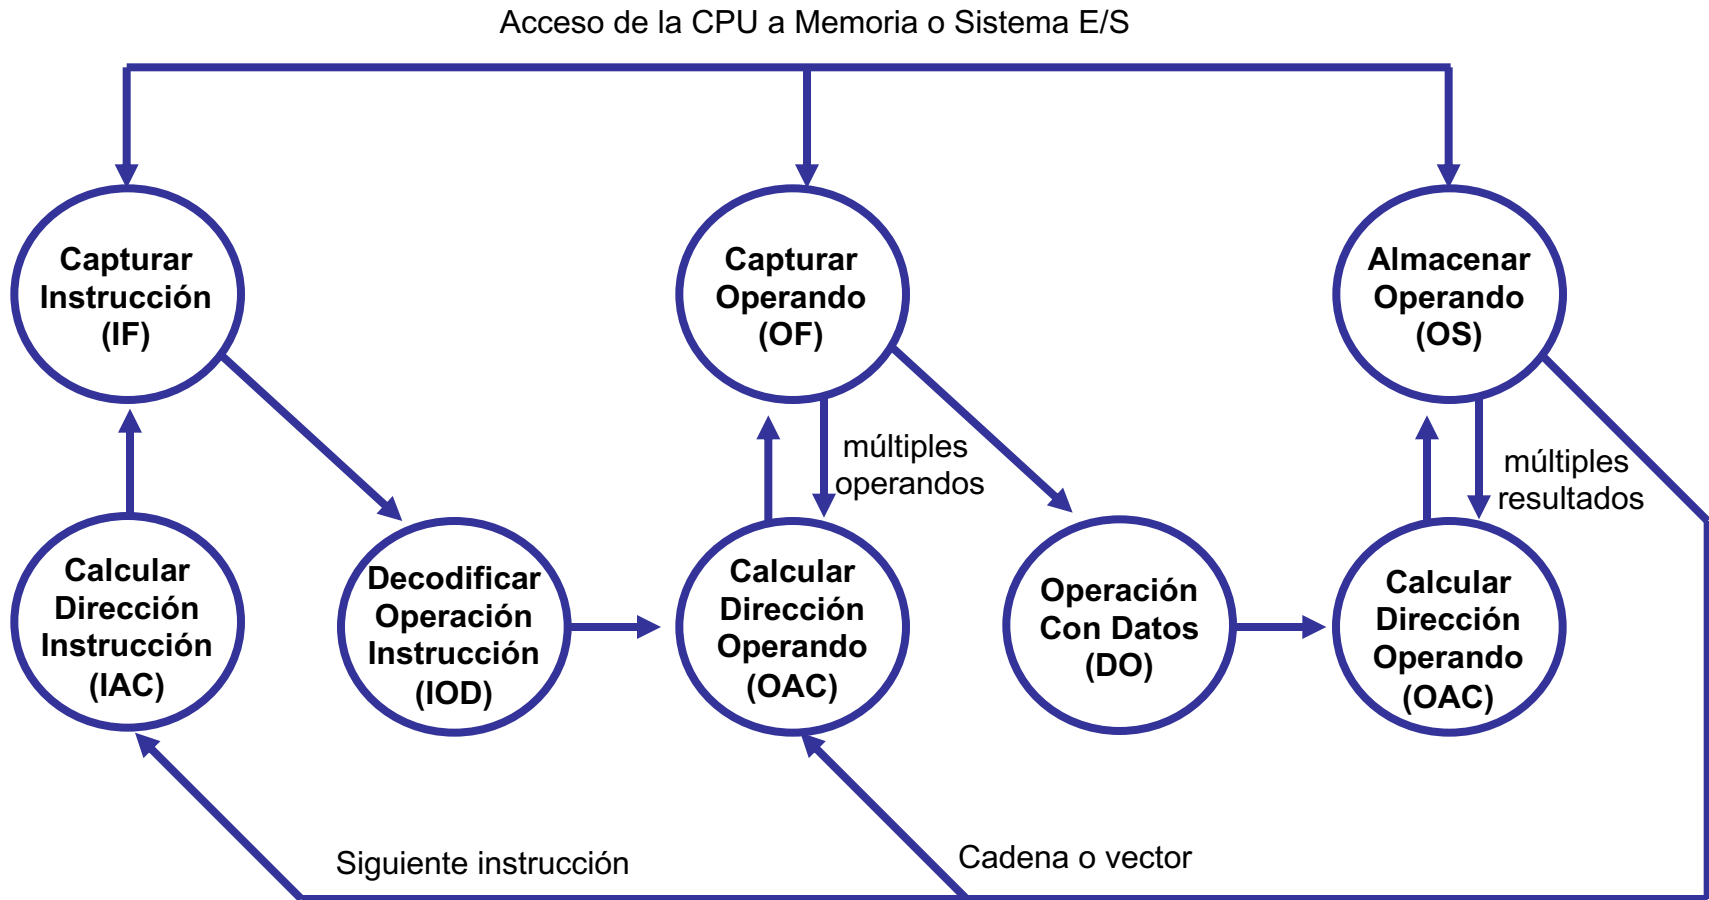 Acceso de la CPU a Memoria o Sistema E/S
Capturar
Instrucción
(IF)
Capturar
Operando
(OF)
Almacenar
Operando
(OS)
múltiples
operandos
múltiples
resultados
Calcular
Dirección
Instrucción
(IAC)
Decodificar
Operación
Instrucción
(IOD)
Calcular
Dirección
Operando
(OAC)
Operación
Con Datos
(DO)
Calcular
Dirección
Operando
(OAC)
Siguiente instrucción
Cadena o vector